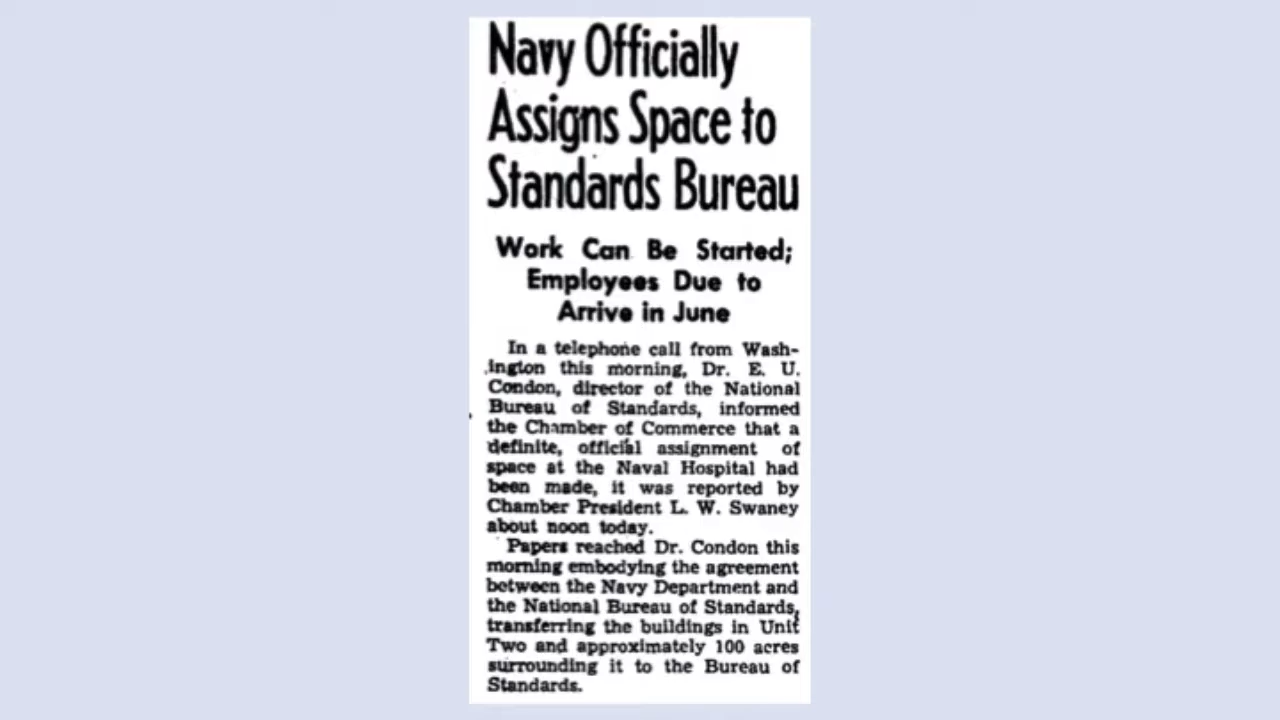 Navy Officially
Assigns Space to
Standards Bureau
Work Can Be Started;
Employees Due to
Arrive in June
In a telephone call from Wash-
ington this morning, Dr. E. U.
Condon, director of the National
Bureau of Standards, informed
the Chamber of Commerce that a
definite, official assignment of
space at the Naval Hospital had
been made, it was reported by
Chamber President L. W. Swaney
about noon today.
Papers reached Dr. Condon this
morning embodying the agreement
between the Navy Department and
the National Bureau of Standards,
transferring the buildings in Unit
Two and approximately 100 acres
surrounding it to the Bureau of
Standards.